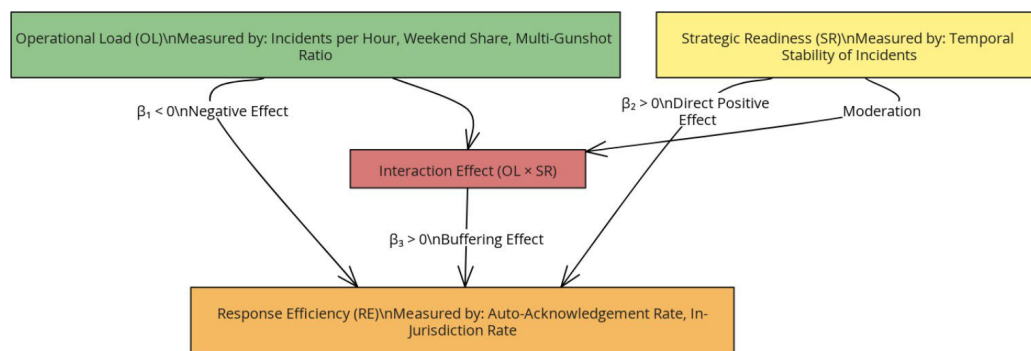 Operational Load (OL)\nMeasured by: Incidents per Hour, Weekend Share, Multi-Gunshot
Ratio
Strategic Readiness (SR)\nMeasured by: Temporal
Stability of Incidents
β₁ < 0\nNegative Effect
β₂ > 0\nDirect Positive
Effect
Moderation
Interaction Effect (OL × SR)
β₃ > 0\nBuffering Effect
Response Efficiency (RE)\nMeasured by: Auto-Acknowledgement Rate, In-
Jurisdiction Rate